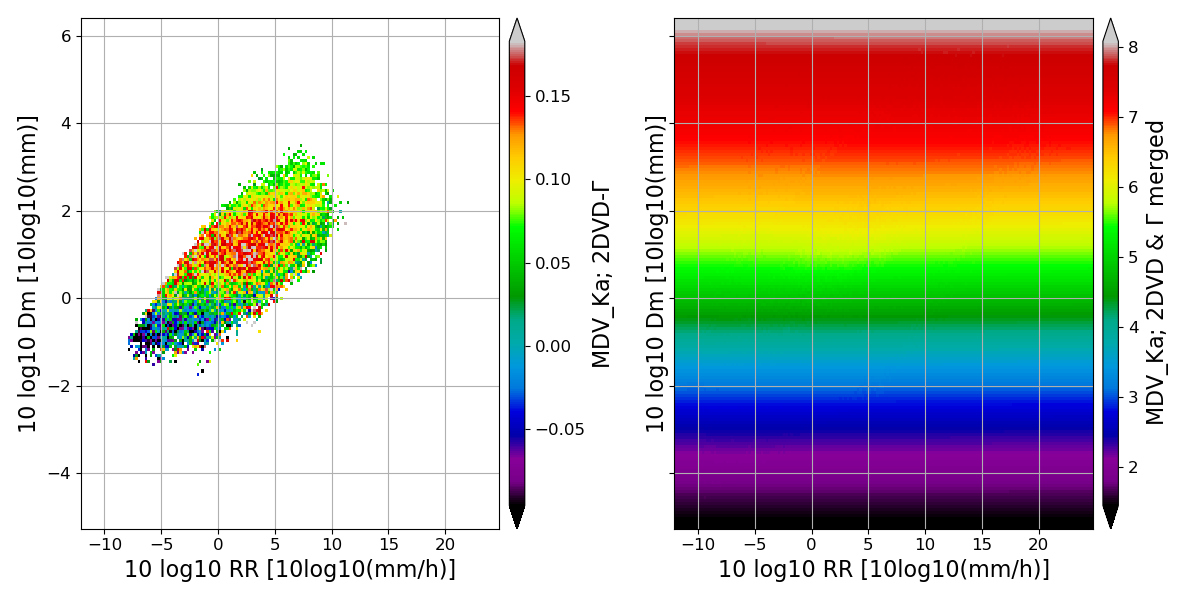 6
4
2
0
−2
−4
10 log10 Dm [10log10(mm)]
−10 −5 0 5 10 15 20
10 log10 RR [10log10(mm/h)]
0.15
0.10
0.05
0.00
−0.05
MDV_Ka; 2DVD-Γ
10 log10 Dm [10log10(mm)]
−10 −5 0 5 10 15 20
10 log10 RR [10log10(mm/h)]
8
7
6
5
4
3
2
MDV_Ka; 2DVD & Γ merged